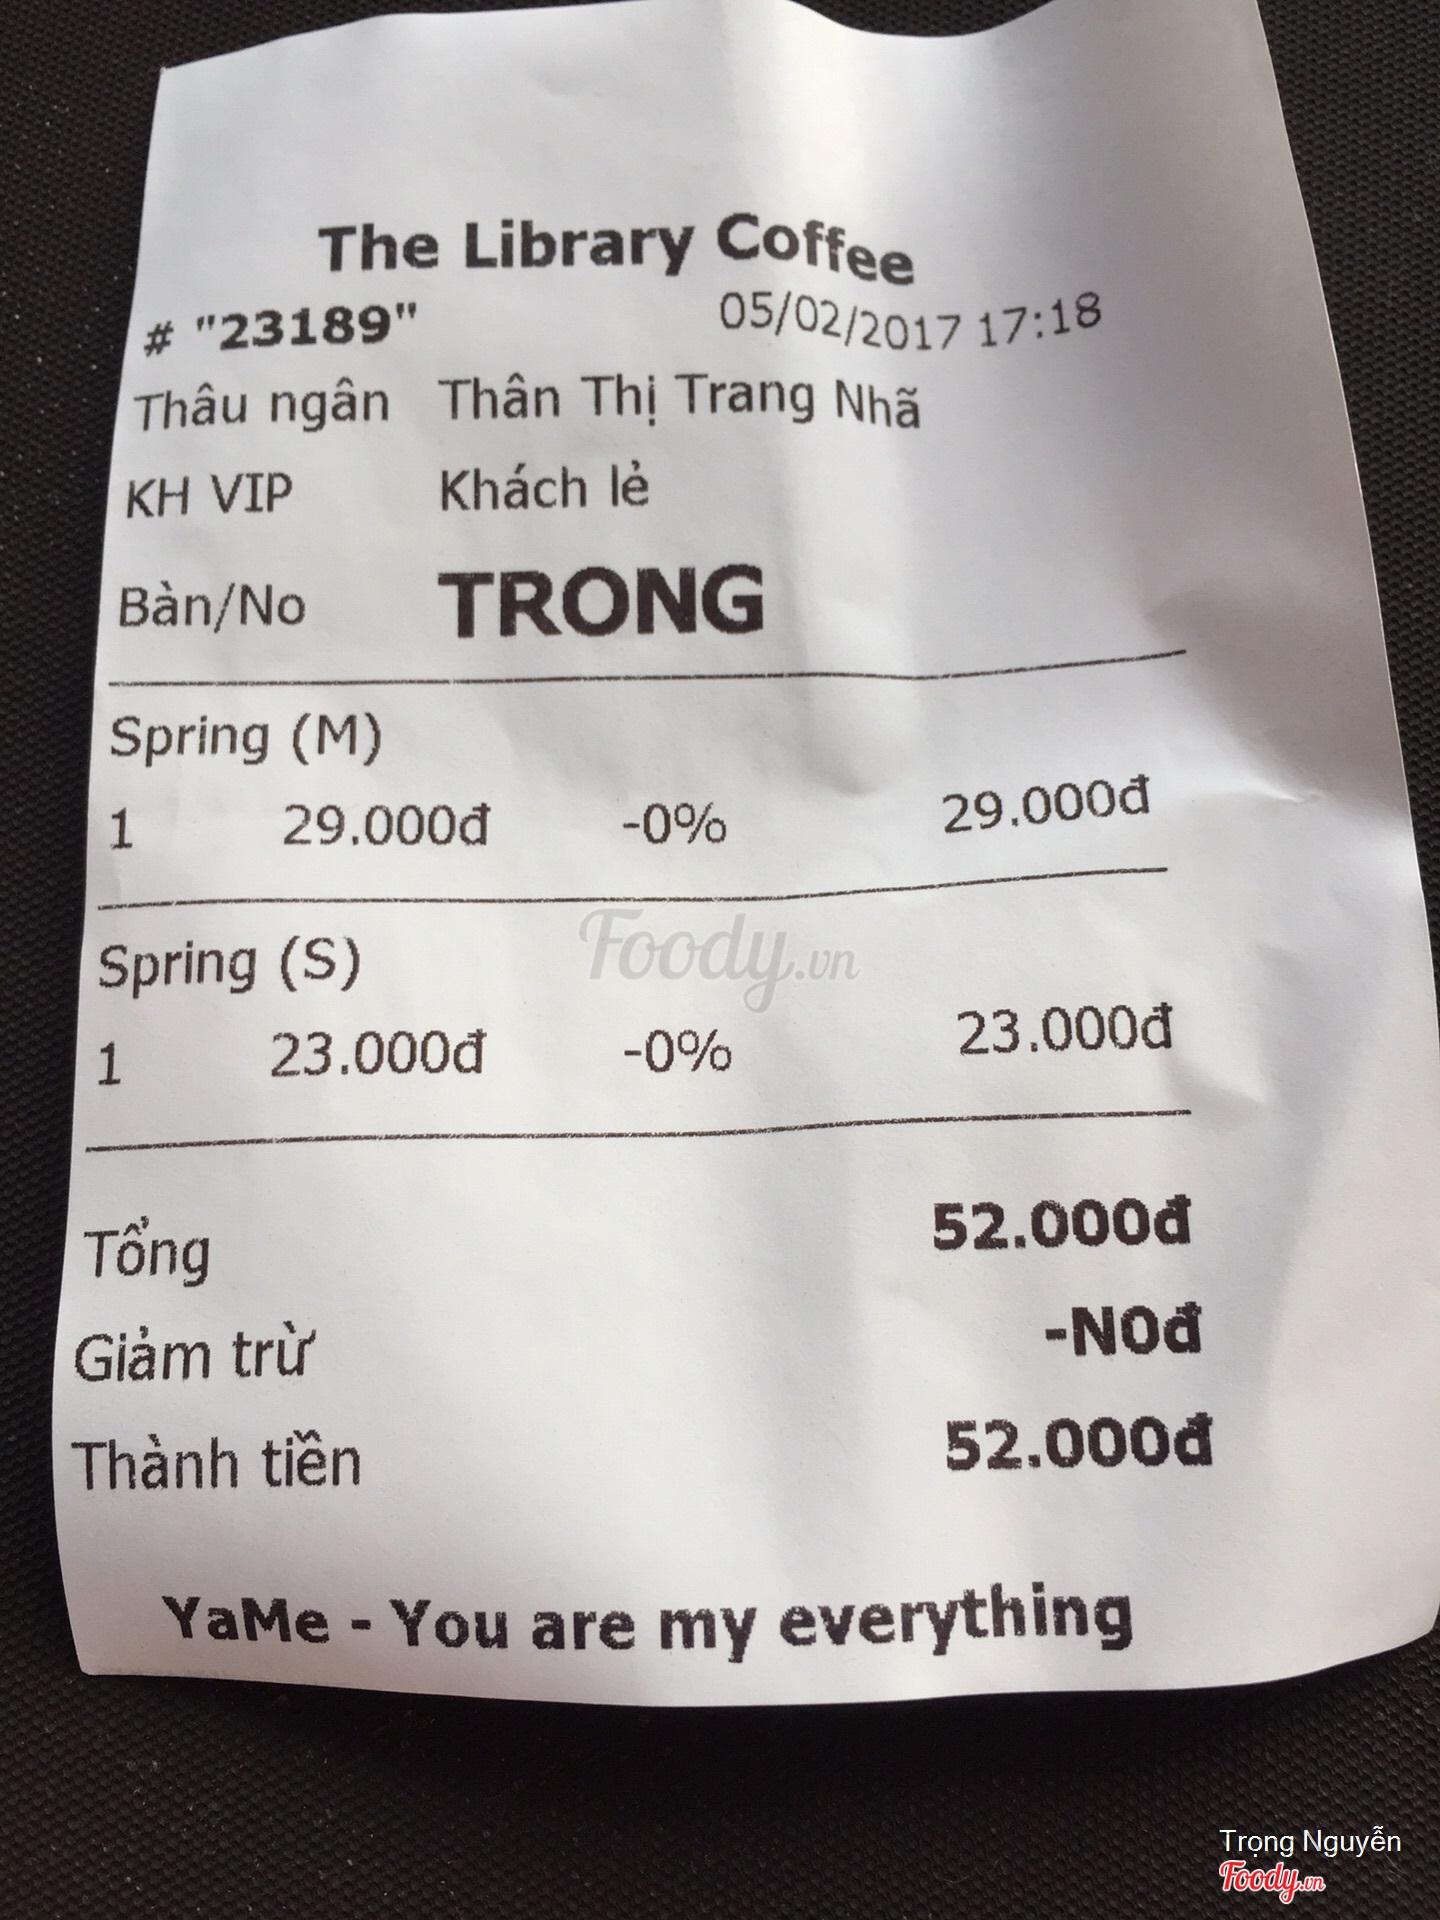 The Library Coffee
# "23189" 05/02/2017 17:18
Thâu ngân Thân Thị Trang Nhã
KH VIP Khách lẻ
Bàn/No TRONG
Spring (M)
1 29.000đ -0% 29.000đ
Spring (S)
1 23.000đ -0% 23.000đ
Tổng 52.000đ
Giảm trừ -N0đ
Thành tiền 52.000đ
YaMe - You are my everything
Foody.vn
Trọng Nguyễn
Foody.vn